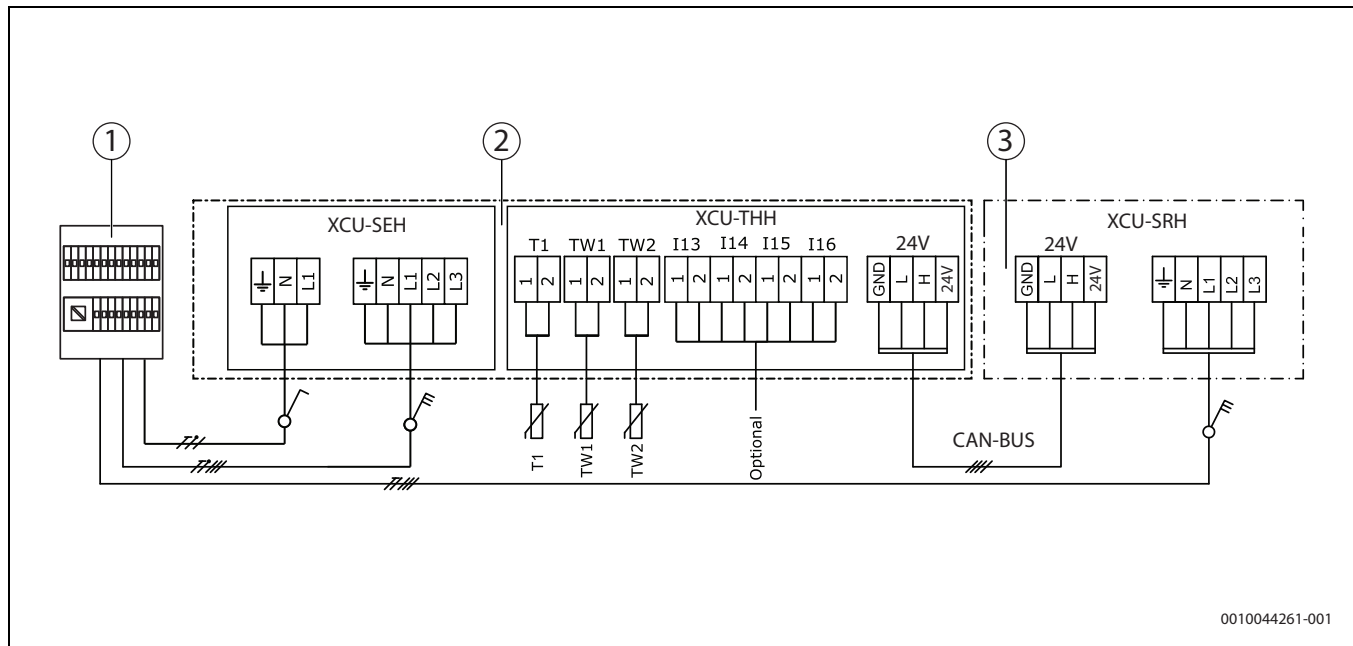 1 2 3
XCU-SEH XCU-THH XCU-SRH
T1 TW1 TW2 I13 I14 I15 I16 24V 24V
N L1
N L1 L2 L3
1 2
1 2
1 2
1 2 1 2 1 2 1 2
GND L H 24V
GND L H 24V
N L1 L2 L3
T1
TW1
TW2
Optional
CAN-BUS
0010044261-001